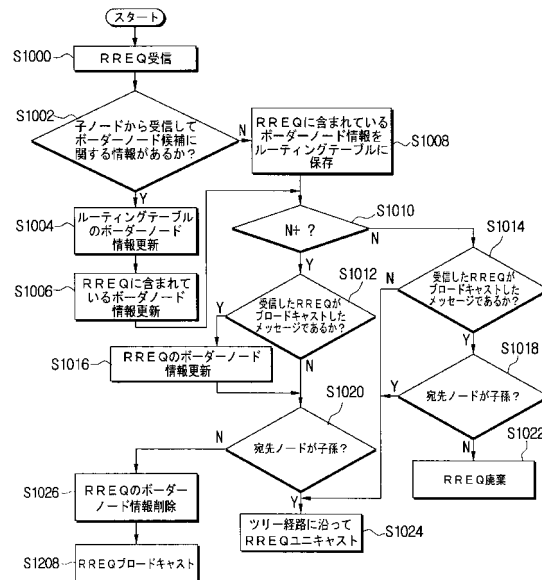 スタート
S1000
RREQ受信
S1002
子ノードから受信して
ボーダーノード候補に
関する情報があるか？
N
Y
RREQに含まれている
ボーダーノード情報を
ルーティングテーブルに
保存
S1008
S1004
ルーティングテーブル
のボーダーノード
情報更新
S1006
RREQに含まれて
いるボーダノード
情報更新
N+ ?
S1010
N
Y
S1012
受信したRREQが
ブロードキャストした
メッセージであるか？
Y
N
S1014
受信したRREQが
ブロードキャストした
メッセージであるか？
N
Y
S1016
RREQのボーダーノード
情報更新
S1018
宛先ノードが子孫？
Y
N
S1020
宛先ノードが子孫？
N
Y
S1022
RREQ廃棄
S1026
RREQのボーダー
ノード情報削除
ツリー経路に沿って
RREQユニキャスト
S1024
S1208
RREQブロードキャスト